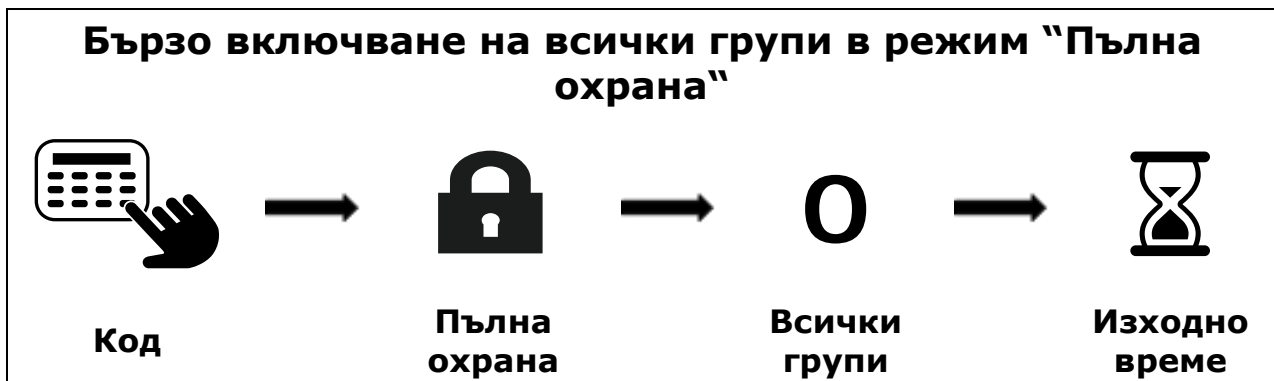 Бързо включване на всички групи в режим “Пълна
охрана“
0
Код
Пълна
охрана
Всички
групи
Изходно
време